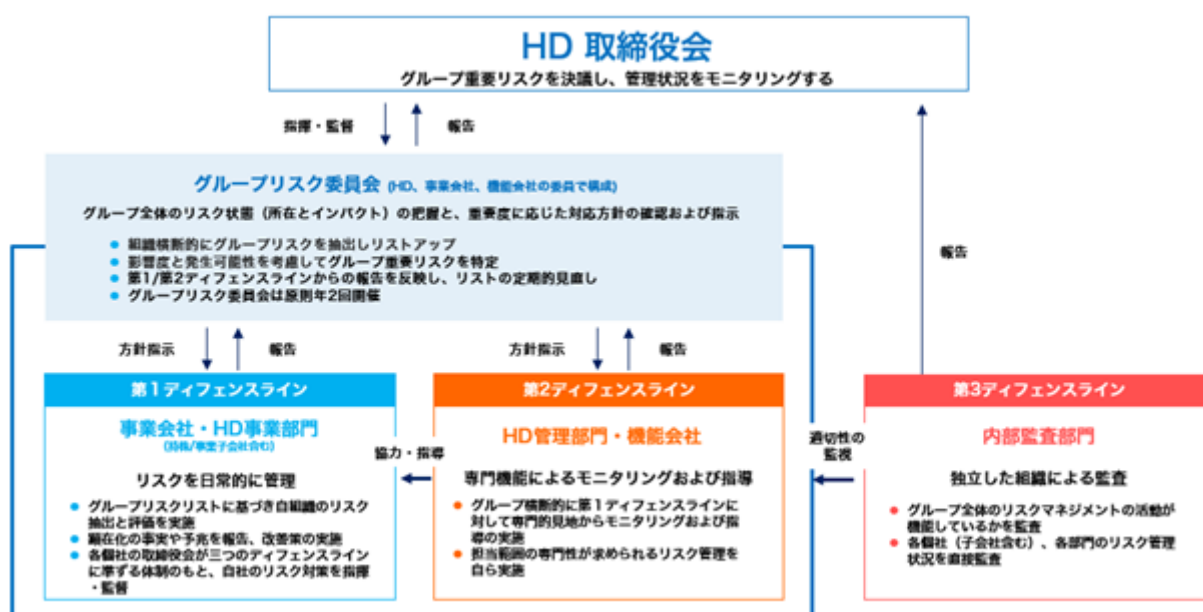 HD 取締役会
グループ重要リスクを決議し、管理状況をモニタリングする
指揮・監督
報告
グループリスク委員会 (HD、事業会社、機能会社の委員で構成)
グループ全体のリスク状態（所在とインパクト）の把握と、重要度に応じた対応方針の確認および指示
● 組織横断的にグループリスクを抽出しリストアップ
● 影響度と発生可能性を考慮してグループ重要リスクを特定
● 第1/第2ディフェンスラインからの報告を反映し、リストの定期的見直し
● グループリスク委員会は原則年2回開催
報告
方針指示
報告
方針指示
報告
第1ディフェンスライン
事業会社・HD事業部門
(持株/事業子会社含む)
リスクを日常的に管理
● グループリスクリストに基づき自組織のリスク
抽出と評価を実施
● 顕在化の事実や予兆を報告、改善策の実施
● 各個社の取締役会が三つのディフェンスライン
に準ずる体制のもと、自社のリスク対策を指揮
・監督
協力・指導
第2ディフェンスライン
HD管理部門・機能会社
専門機能によるモニタリングおよび指導
● グループ横断的に第1ディフェンスラインに
対して専門的見地からモニタリングおよび指
導の実施
● 担当範囲の専門性が求められるリスク管理を
自ら実施
適切性の
監視
第3ディフェンスライン
内部監査部門
独立した組織による監査
● グループ全体のリスクマネジメントの活動が
機能しているかを監査
● 各個社（子会社含む）、各部門のリスク管理
状況を直接監査